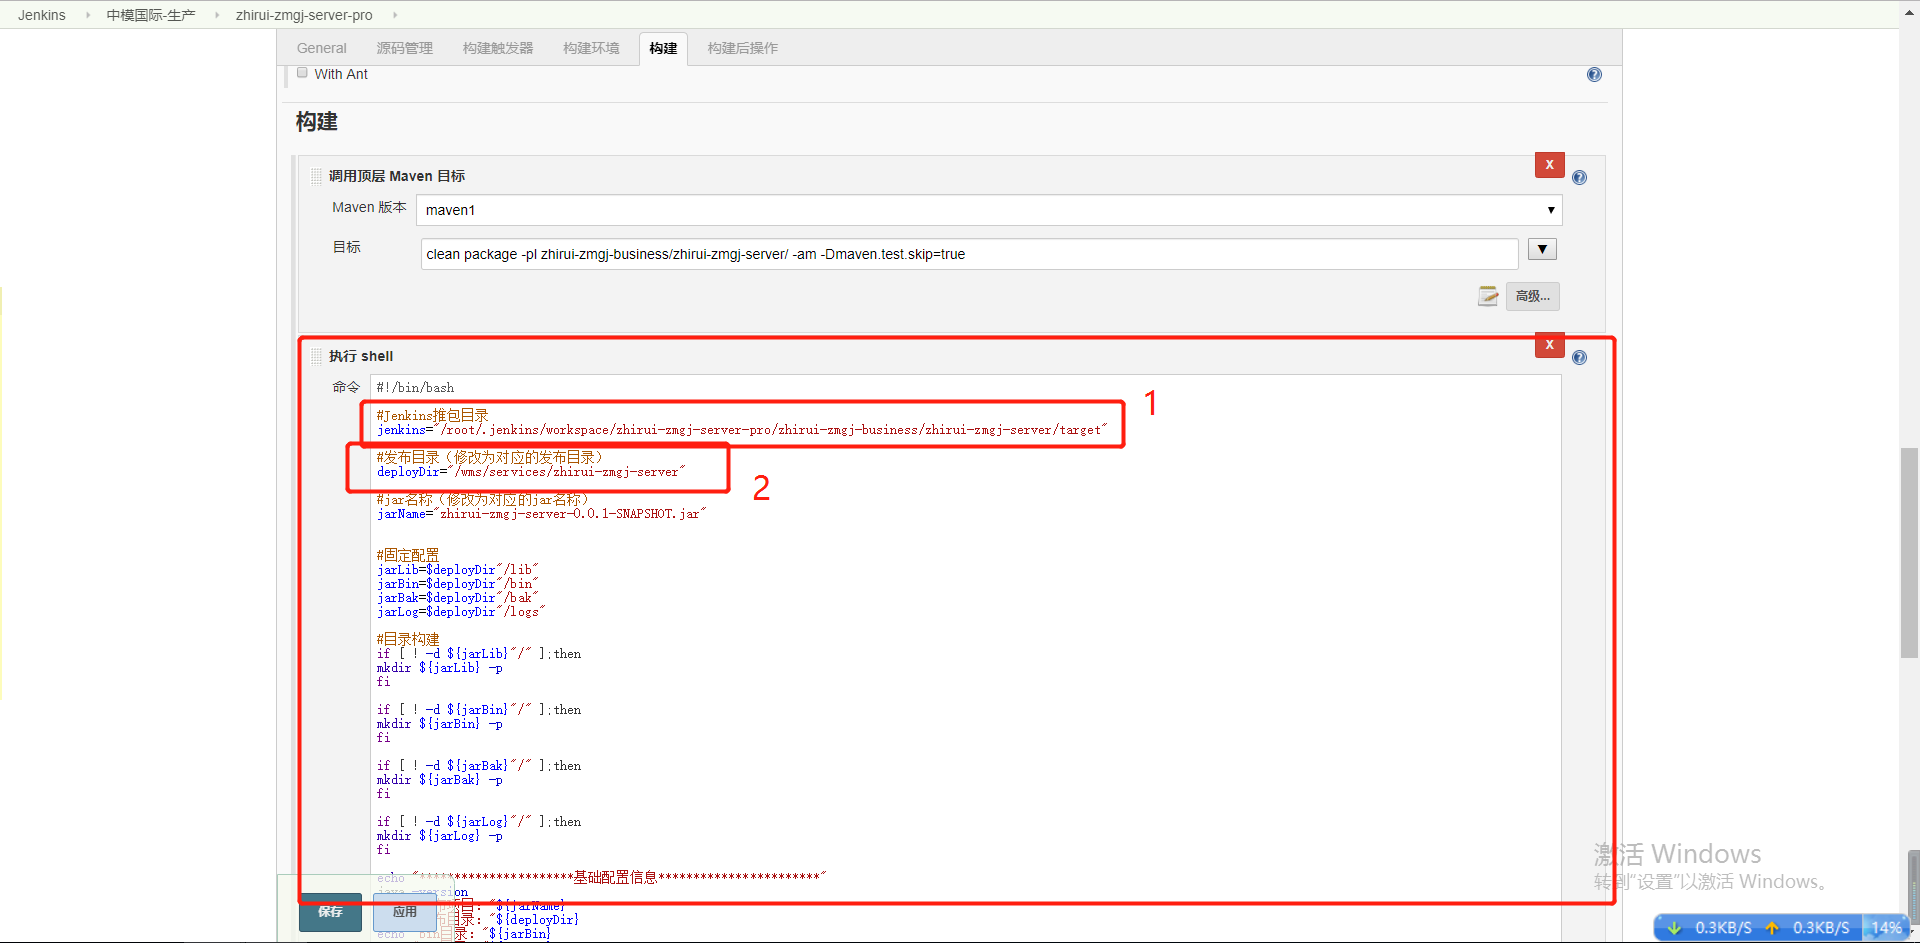 Jenkins
中模国际-生产
zhirui-zmgj-server-pro
General
源码管理
构建触发器
构建环境
构建
构建后操作
With Ant
构建
调用顶层 Maven 目标
X
Maven 版本
maven1
目标
clean package -pl zhirui-zmgj-business/zhirui-zmgj-server/ -am -Dmaven.test.skip=true
高级...
执行 shell
X
命令
#!/bin/bash
#Jenkins推包目录
jenkins="/root/.jenkins/workspace/zhirui-zmgj-server-pro/zhirui-zmgj-business/zhirui-zmgj-server/target"
1
#发布目录（修改为对应的发布目录）
deployDir="/wms/services/zhirui-zmgj-server"
2
#jar名称（修改为对应的jar名称）
jarName="zhirui-zmgj-server-0.0.1-SNAPSHOT.jar"
#固定配置
jarLib=$deployDir"/lib"
jarBin=$deployDir"/bin"
jarBak=$deployDir"/bak"
jarLog=$deployDir"/logs"
#目录构建
if [ ! -d ${jarLib}"/" ];then
mkdir ${jarLib} -p
fi
if [ ! -d ${jarBin}"/" ];then
mkdir ${jarBin} -p
fi
if [ ! -d ${jarBak}"/" ];then
mkdir ${jarBak} -p
fi
if [ ! -d ${jarLog}"/" ];then
mkdir ${jarLog} -p
fi
echo "**********************基础配置信息***********************"
java -version
项目: "${jarName}
目录: "${deployDir}
echo "bin目录: "${jarBin}
保存
应用
激活 Windows
转到"设置"以激活 Windows。
0.3KB/S
0.3KB/S
14%